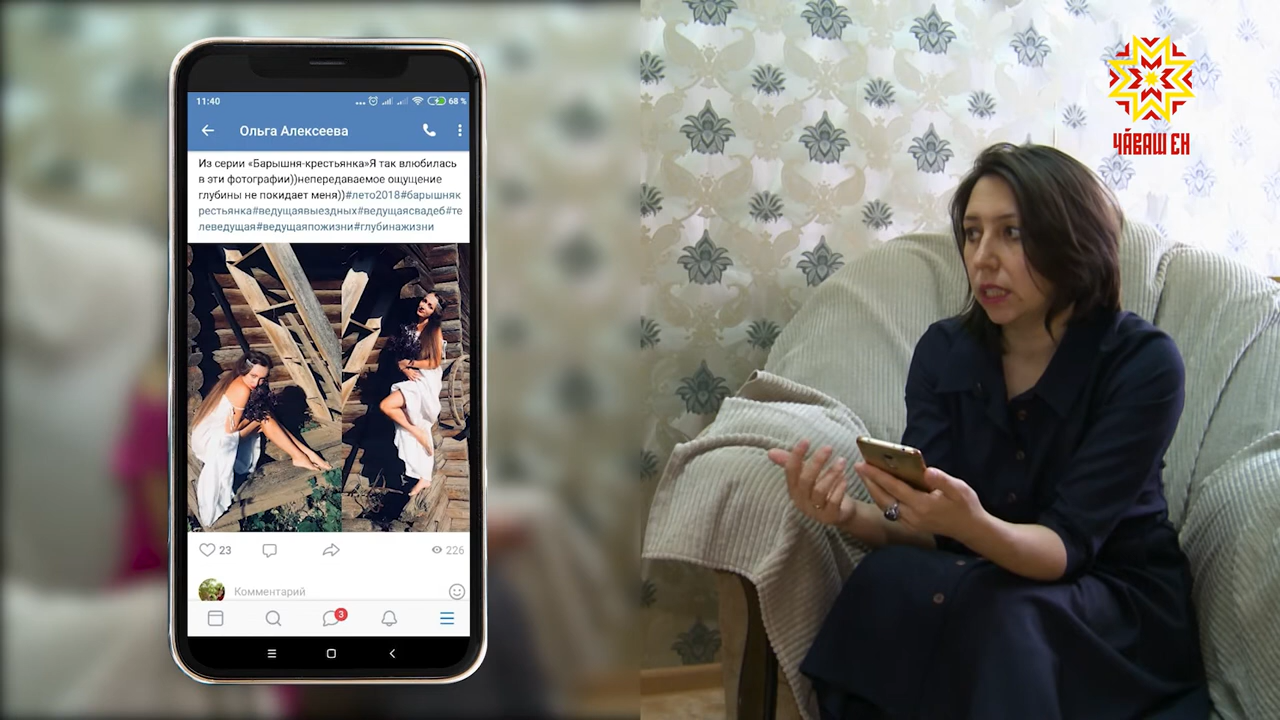 11:40
68 %
Ольга Алексеева
Из серии «Барышня-крестьянка»Я так влюбилась
в эти фотографии))непередаваемое ощущение
глубины не покидает меня))#лето2018#барышняк
рестьянка#ведущаявыездных#ведущаясвадеб#те
леведущая#ведущаяпожизни#глубинажизни
23
226
Комментарий
3
ЧӐВАШ ЕН